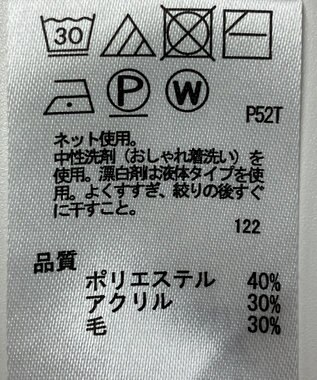 30
P W
P52T
ネット使用。
中性洗剤（おしゃれ着洗い）を
使用。漂白剤は液体タイプを使
用。よくすすぎ、絞りの後すぐ
に干すこと。
122
品質
ポリエステル 40%
アクリル 30%
毛 30%